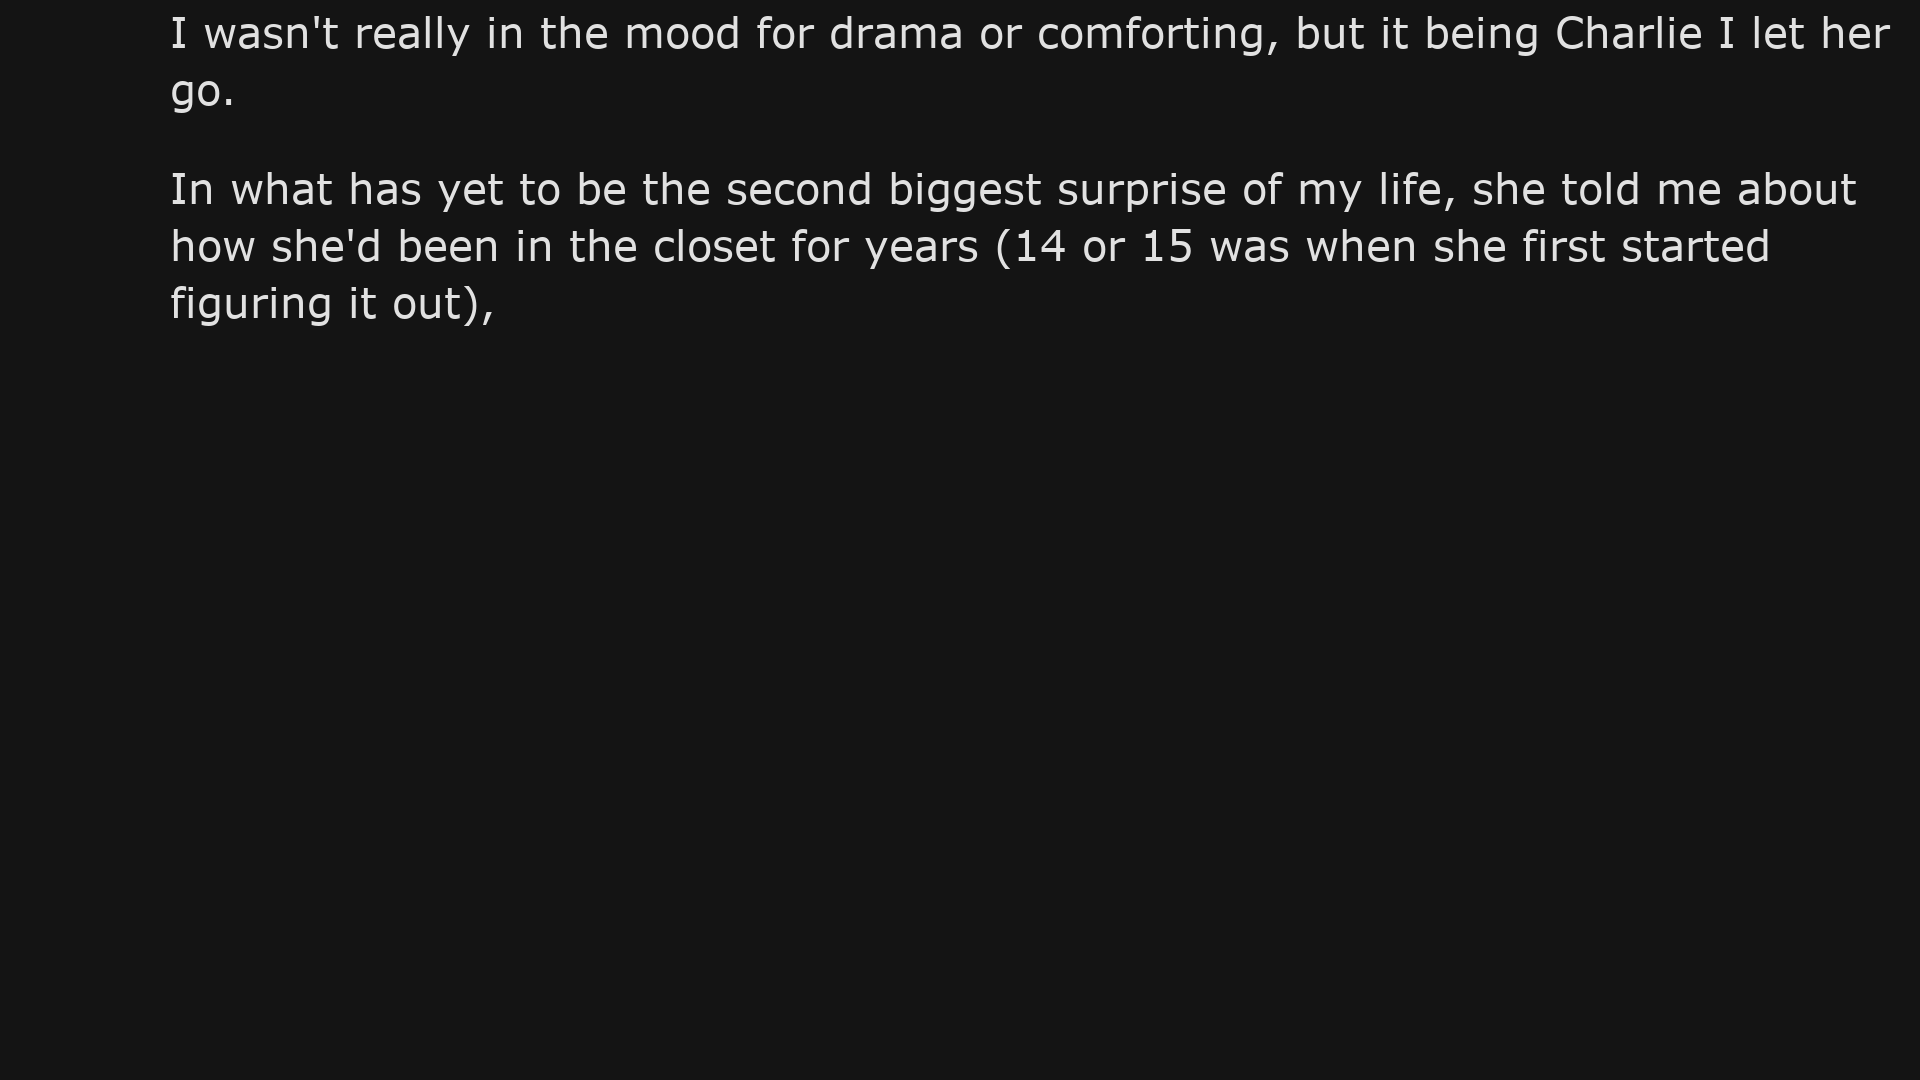 I wasn't really in the mood for drama or comforting, but it being Charlie I let her
go.
In what has yet to be the second biggest surprise of my life, she told me about
how she'd been in the closet for years (14 or 15 was when she first started
figuring it out),